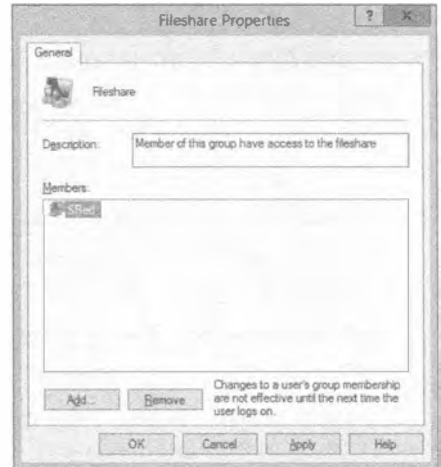 Fileshare Properties
?
x
General
Fileshare
Description:
Member of this group have access to the fileshare
Members:
SRed
Add...
Remove
Changes to a user's group membership
are not effective until the next time the
user logs on.
OK
Cancel
Apply
Help